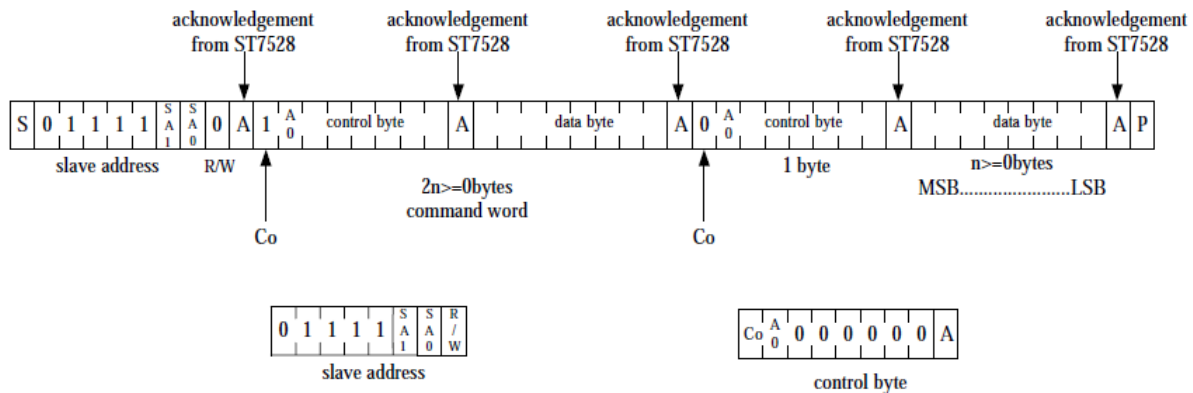 acknowledgement acknowledgement acknowledgement acknowledgement acknowledgement
from ST7528 from ST7528 from ST7528 from ST7528 from ST7528
S 0 1 1 1 1 SA1 SA0 0 A 1 A0 control byte A data byte A 0 A0 control byte A data byte A P
slave address R/W 1 byte n>=0bytes
2n>=0bytes MSB.......................LSB
command word
Co Co
0 1 1 1 1 SA1 SA0 R/W Co A0 0 0 0 0 0 0 A
slave address control byte